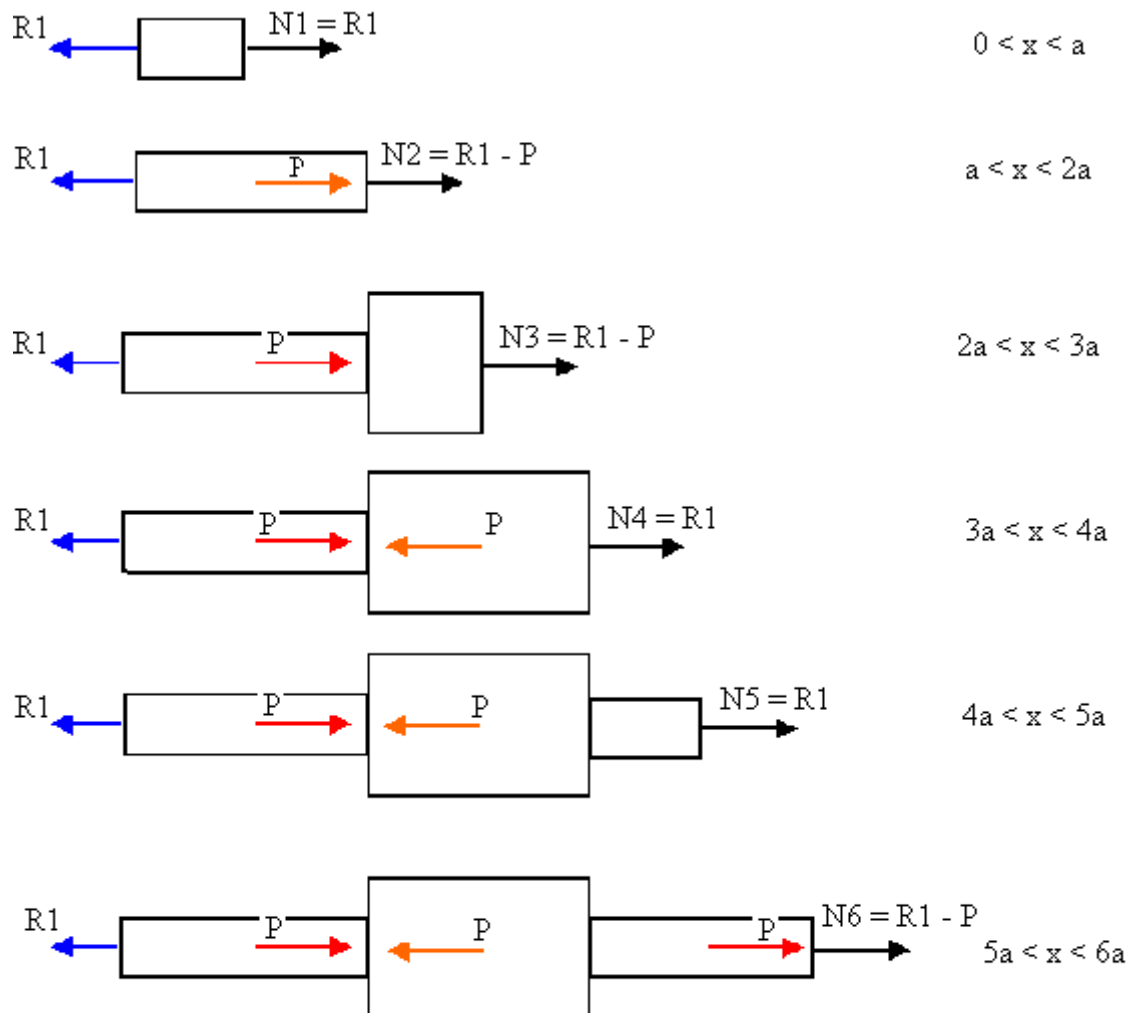 R1 N1 = R1 0 < x < a
R1 P N2 = R1 - P a < x < 2a
R1 P N3 = R1 - P 2a < x < 3a
R1 P P N4 = R1 3a < x < 4a
R1 P P N5 = R1 4a < x < 5a
R1 P P P N6 = R1 - P 5a < x < 6a